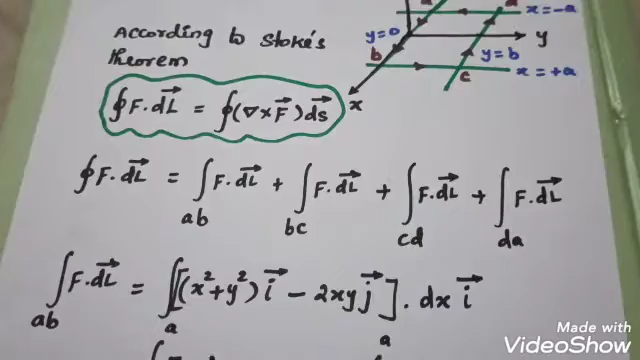 According to Stoke's
theorem
∮F.dL⃗ = ∮(∇×F⃗)ds⃗
x=-a
y=0
y
b
y=b
c
x=+a
x
∮F.dL⃗ = ∫F.dL⃗ + ∫F.dL⃗ + ∫F.dL⃗ + ∫F.dL⃗
ab bc cd da
∫F.dL⃗ = ∫[(x²+y²)i⃗ - 2xyj⃗]. dx i⃗
ab a a
Made with
VideoShow